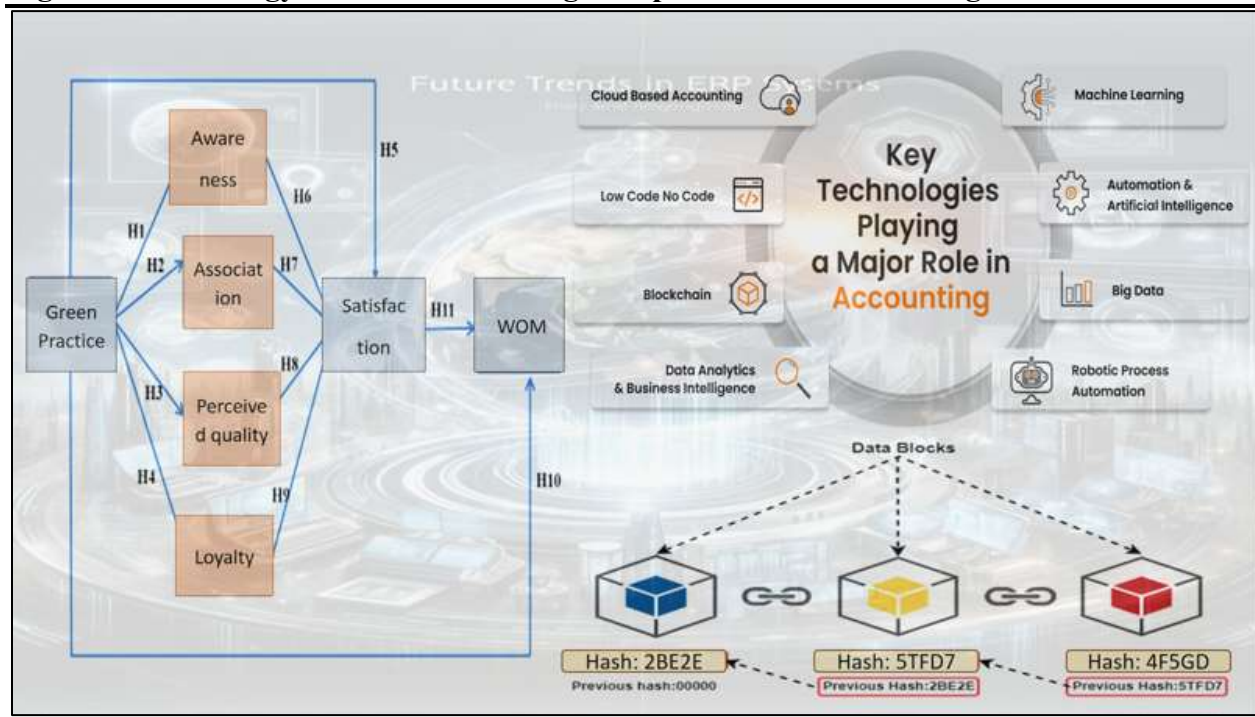 Future Trends in ERP Systems
H5
Aware
ness
H6
H1
H2
Associat
ion
H7
Green
Practice
Satisfac
tion
H11
WOM
H3
Perceive
d quality
H8
H4
H9
Loyalty
H10
Cloud Based Accounting
Machine Learning
Key
Technologies
Playing
a Major Role in
Accounting
Low Code No Code
Automation &
Artificial Intelligence
Blockchain
Big Data
Data Analytics
& Business Intelligence
Robotic Process
Automation
Data Blocks
Hash: 2BE2E
Previous hash:00000
Hash: 5TFD7
Previous Hash:2BE2E
Hash: 4F5GD
Previous Hash:5TFD7